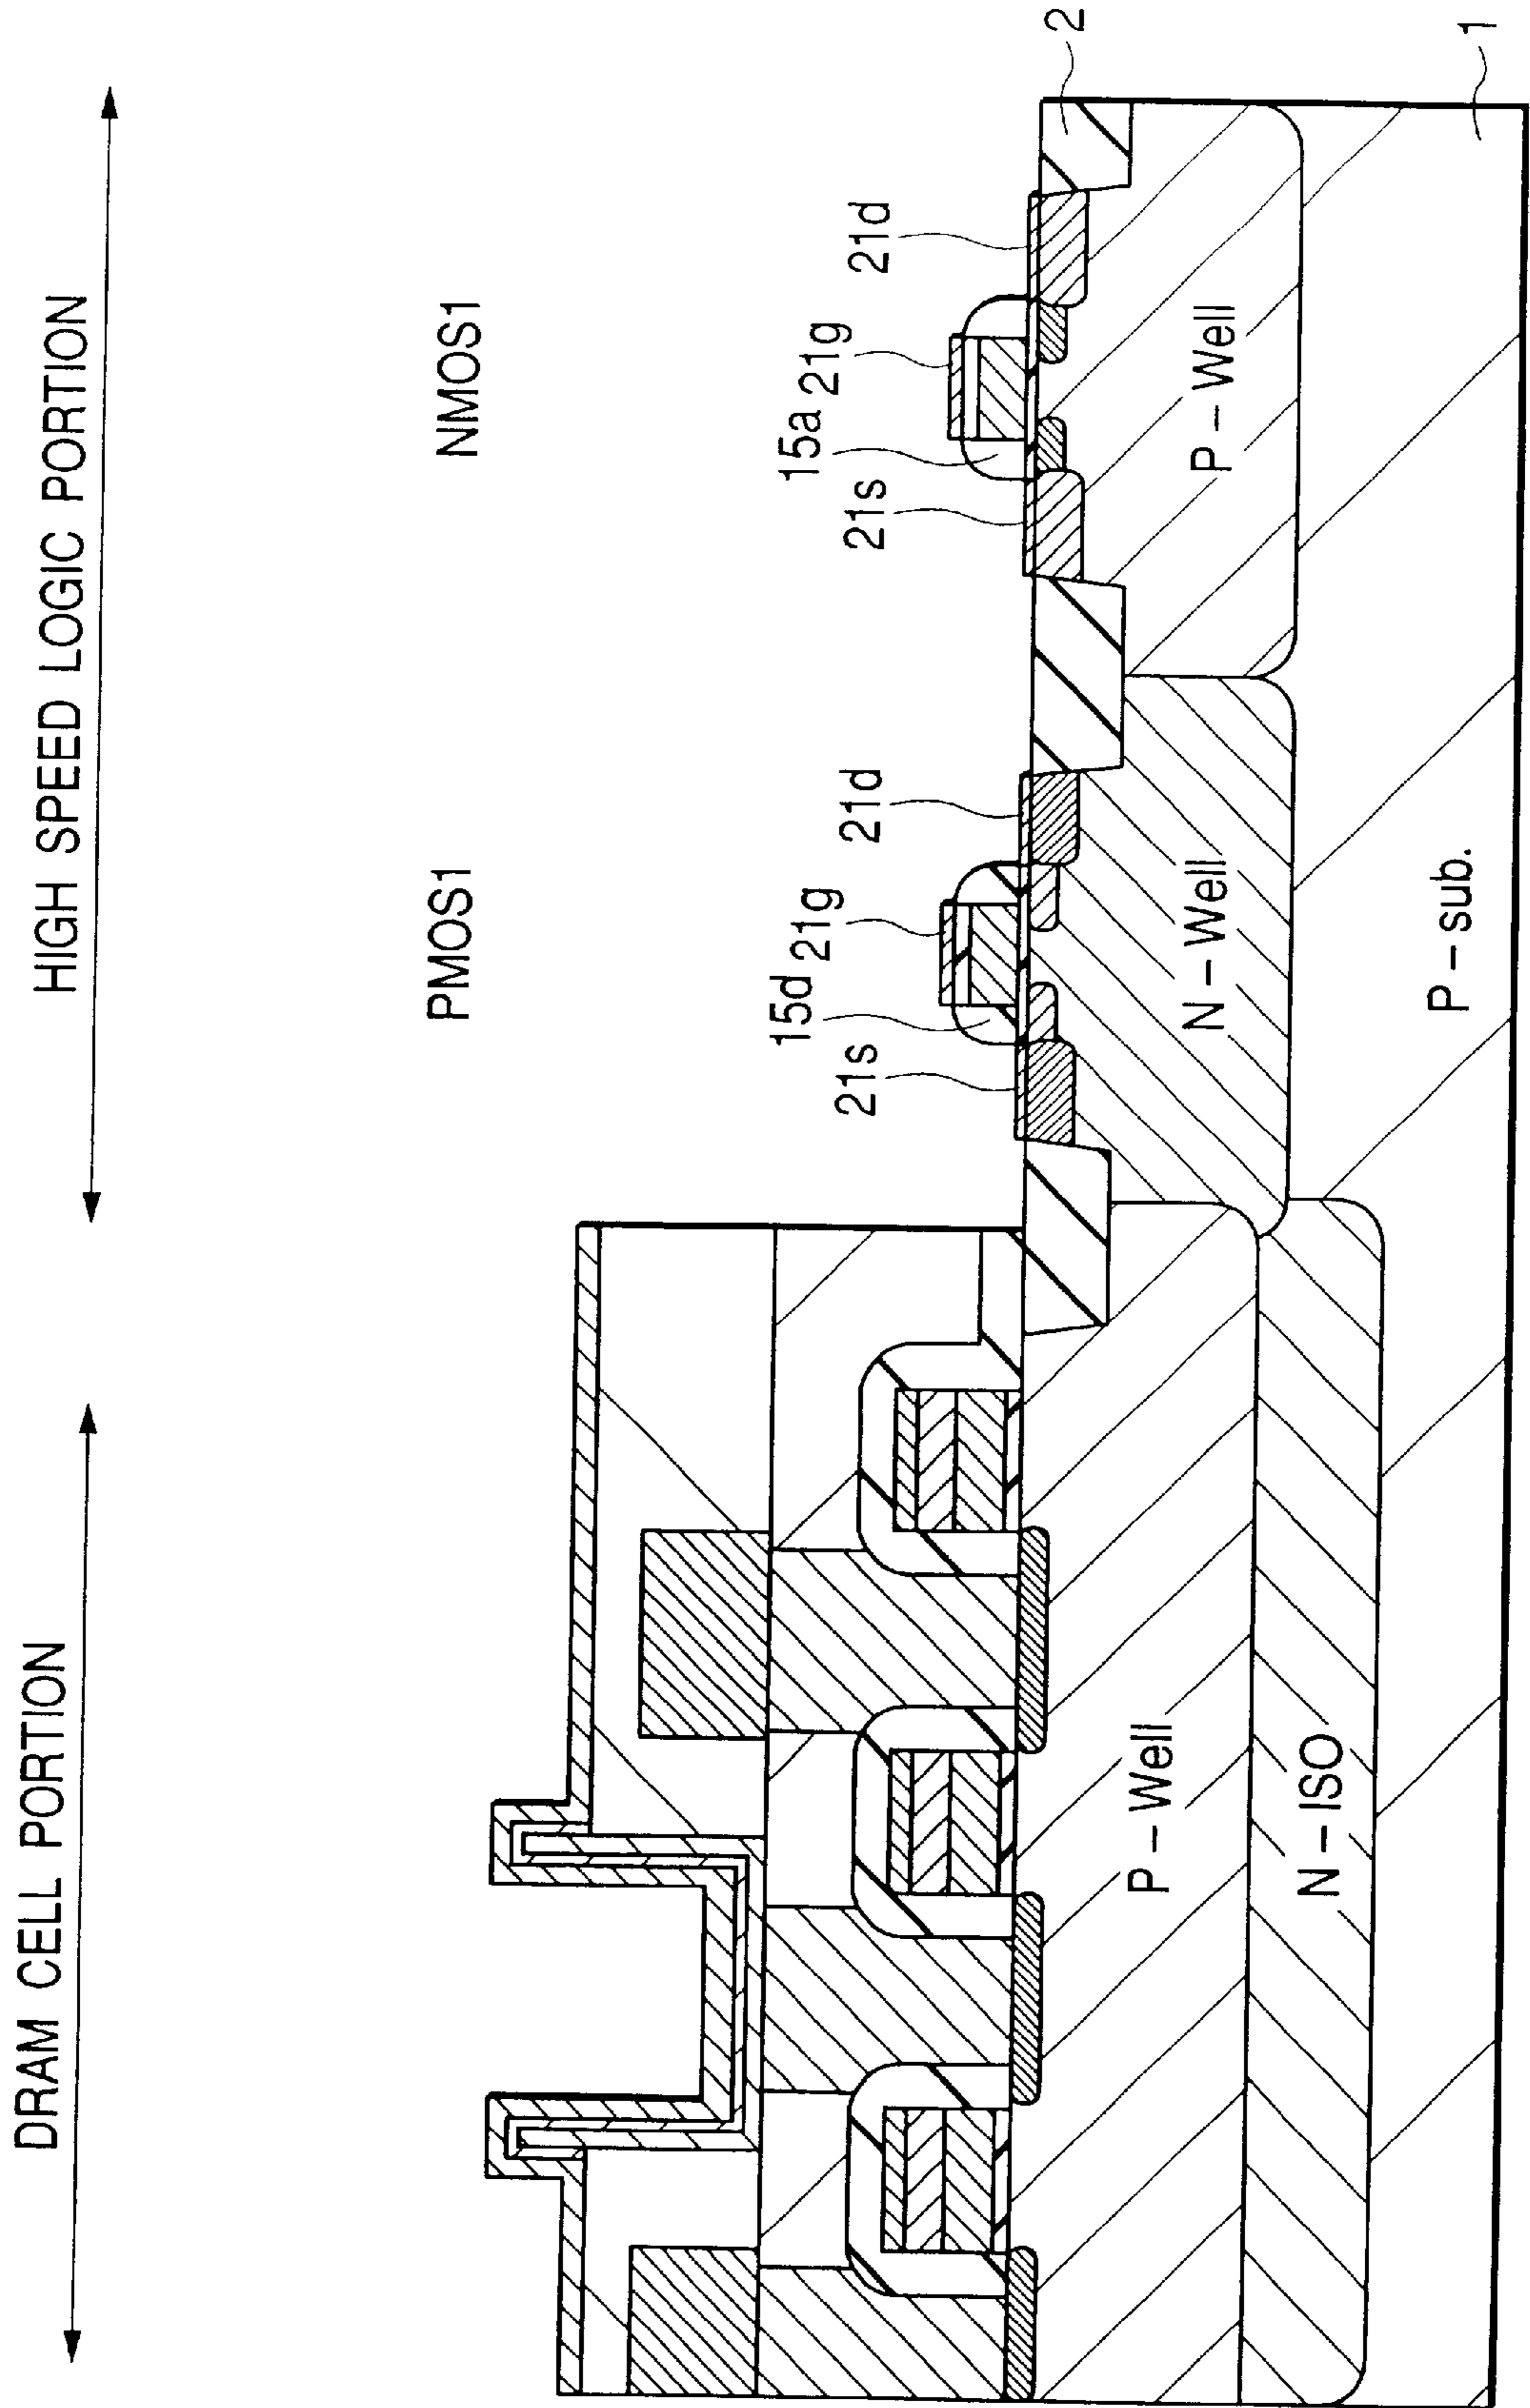 DRAM CELL PORTION
HIGH SPEED LOGIC PORTION
PMOS1
NMOS1
15d
21g
21s
21d
15a
21g
21s
21d
2
1
P-Well
N-Well
P-Well
N-ISO
P-sub.